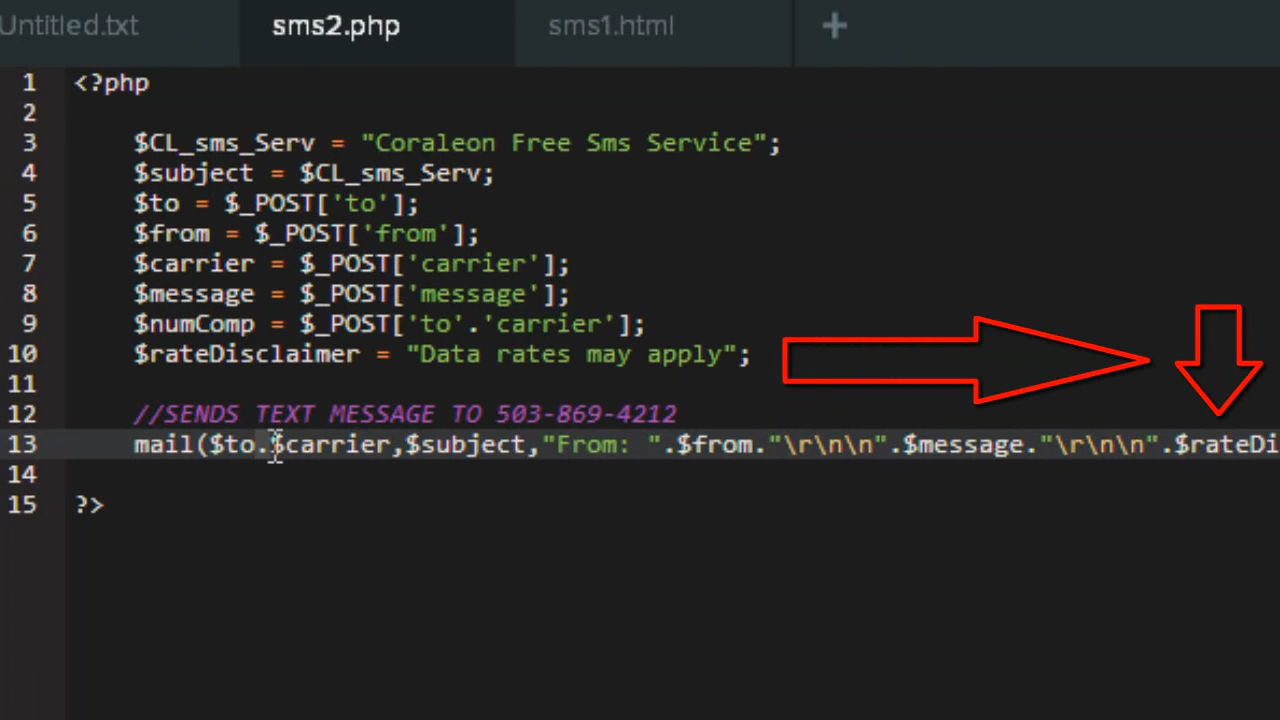 Untitled.txt sms2.php sms1.html +
1 <?php
2
3 $CL_sms_Serv = "Coraleon Free Sms Service";
4 $subject = $CL_sms_Serv;
5 $to = $_POST['to'];
6 $from = $_POST['from'];
7 $carrier = $_POST['carrier'];
8 $message = $_POST['message'];
9 $numComp = $_POST['to'.'carrier'];
10 $rateDisclaimer = "Data rates may apply";
11
12 //SENDS TEXT MESSAGE TO 503-869-4212
13 mail($to.$carrier,$subject,"From: ".$from."\r\n\n".$message."\r\n\n".$rateDi
14
15 ?>